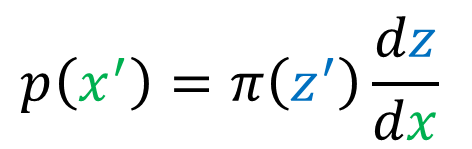 p(x′) = π(z′) dz/dx